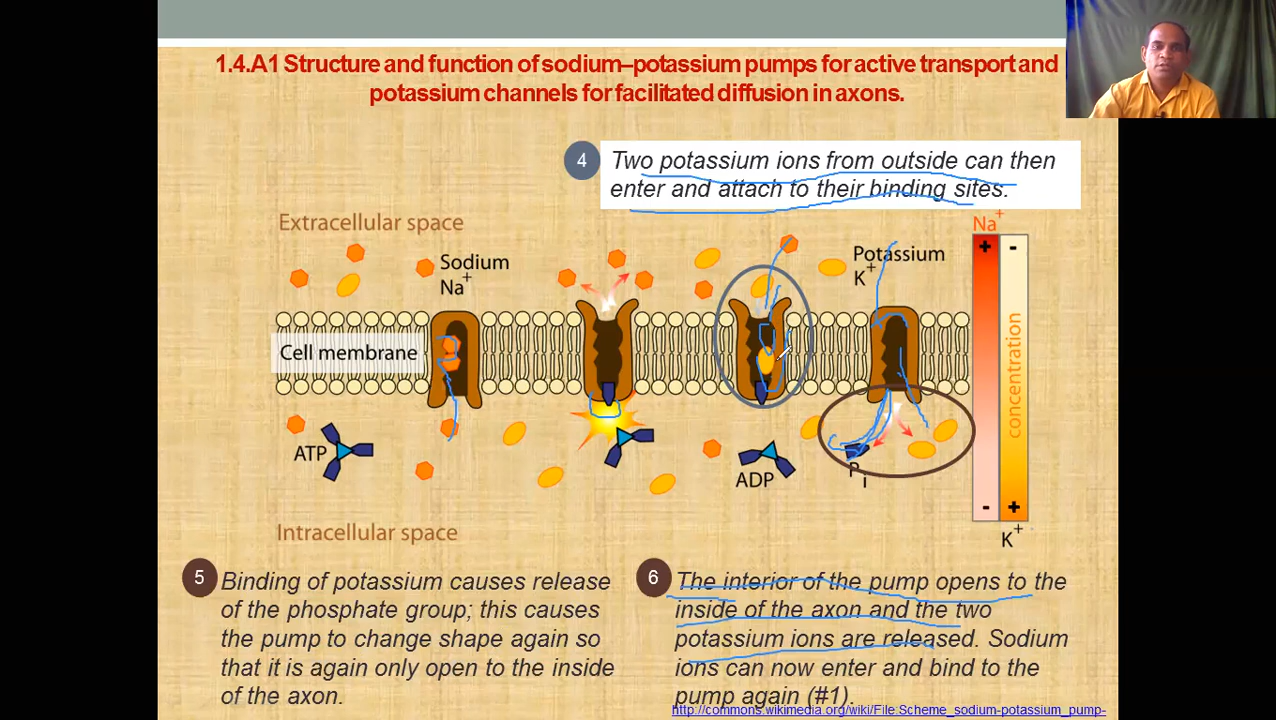 1.4.A1 Structure and function of sodium–potassium pumps for active transport and
potassium channels for facilitated diffusion in axons.
4
Two potassium ions from outside can then
enter and attach to their binding sites.
Extracellular space
Na+
+ -
Sodium
Na+
Potassium
K+
Cell membrane
concentration
ATP
ADP
Pi
- +
K+
Intracellular space
5
Binding of potassium causes release
of the phosphate group; this causes
the pump to change shape again so
that it is again only open to the inside
of the axon.
6
The interior of the pump opens to the
inside of the axon and the two
potassium ions are released. Sodium
ions can now enter and bind to the
pump again (#1).
http://commons.wikimedia.org/wiki/File:Scheme_sodium-potassium_pump-